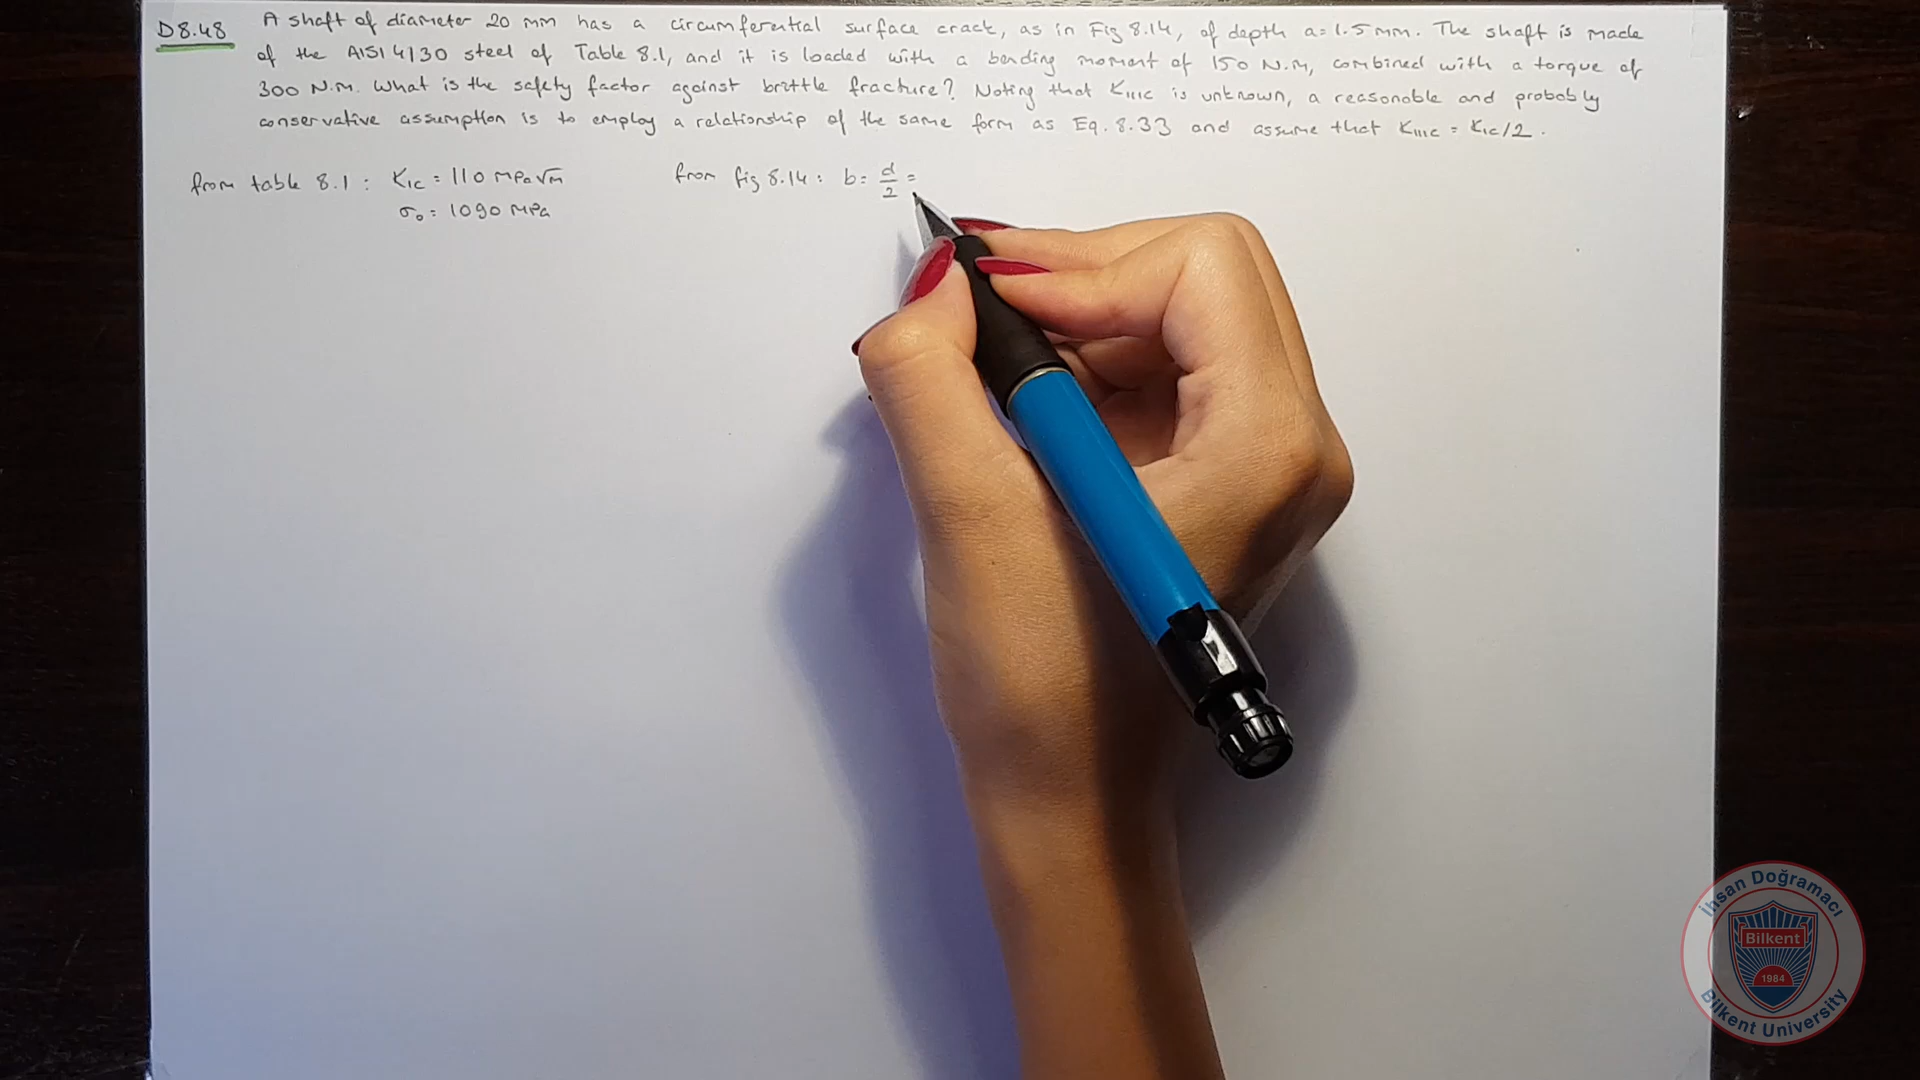 D8.48 A shaft of diameter 20 mm has a circumferential surface crack, as in Fig 8.14, of depth a=1.5mm. The shaft is made
of the AISI 4130 steel of Table 8.1, and it is loaded with a bending moment of 150 N.m, combined with a torque of
300 N.m. What is the safety factor against brittle fracture? Noting that KIIIC is unknown, a reasonable and probably
conservative assumption is to employ a relationship of the same form as Eq. 8.33 and assume that KIIIC = KIC/2.
from table 8.1: KIC = 110 MPa√m
σo = 1090 MPa
from fig 8.14: b = d/2 =
İhsan Doğramacı
Bilkent
1984
Bilkent University